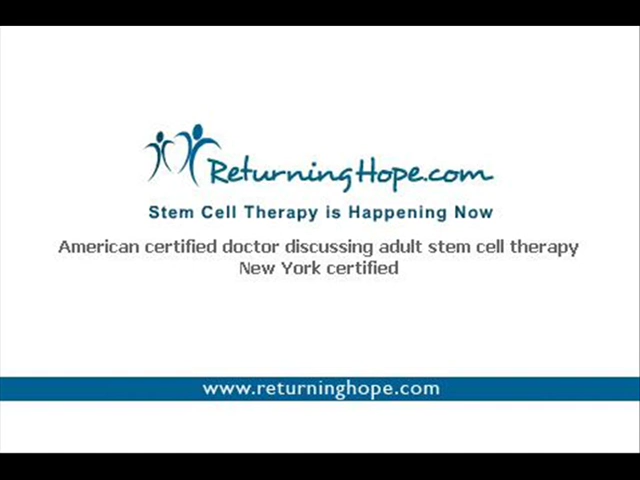 ReturningHope.com
Stem Cell Therapy is Happening Now
American certified doctor discussing adult stem cell therapy
New York certified
www.returninghope.com